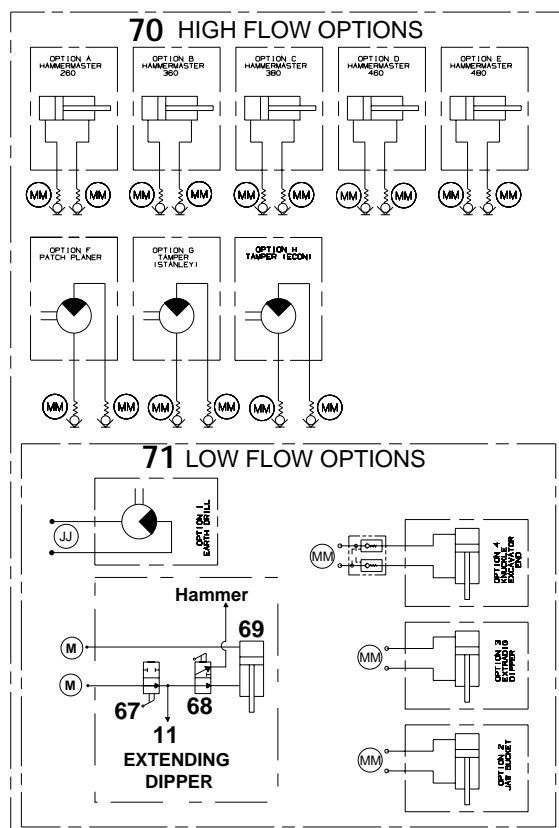 70 HIGH FLOW OPTIONS
OPTION A
HAMMERMASTER
260
OPTION B
HAMMERMASTER
360
OPTION C
HAMMERMASTER
380
OPTION D
HAMMERMASTER
460
OPTION E
HAMMERMASTER
480
MM MM MM MM MM MM MM MM MM MM
OPTION F
PATCH PLANER
OPTION G
TAMPER
(STANLEY)
OPTION H
TAMPER (ECON)
MM MM MM MM MM MM
71 LOW FLOW OPTIONS
JJ
OPTION 1
EARTH DRILL
MM
OPTION 4
KNUCKLE
EXCAVATOR
END
Hammer
69
M
M
67
68
11
EXTENDING
DIPPER
MM
OPTION 3
EXTRADIG
DIPPER
MM
OPTION 2
JAW BUCKET